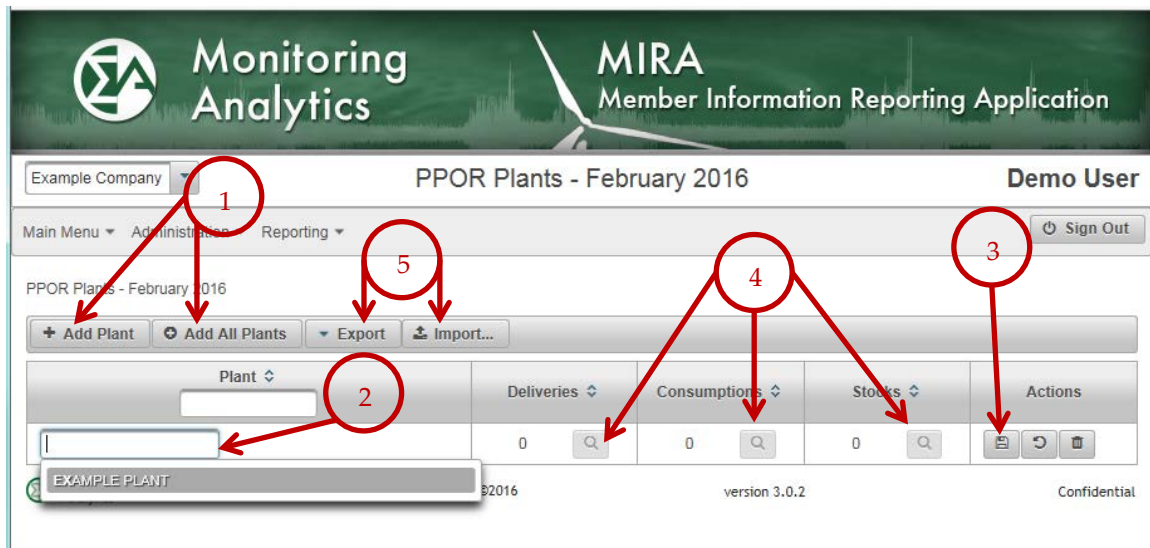 Monitoring
Analytics
MIRA
Member Information Reporting Application
Example Company
PPOR Plants - February 2016
Demo User
1
Main Menu Administration Reporting
Sign Out
5
4
3
PPOR Plants - February 2016
Add Plant Add All Plants Export Import...
Plant Deliveries Consumptions Stocks Actions
2
0 0 0
EXAMPLE PLANT
©2016 version 3.0.2 Confidential